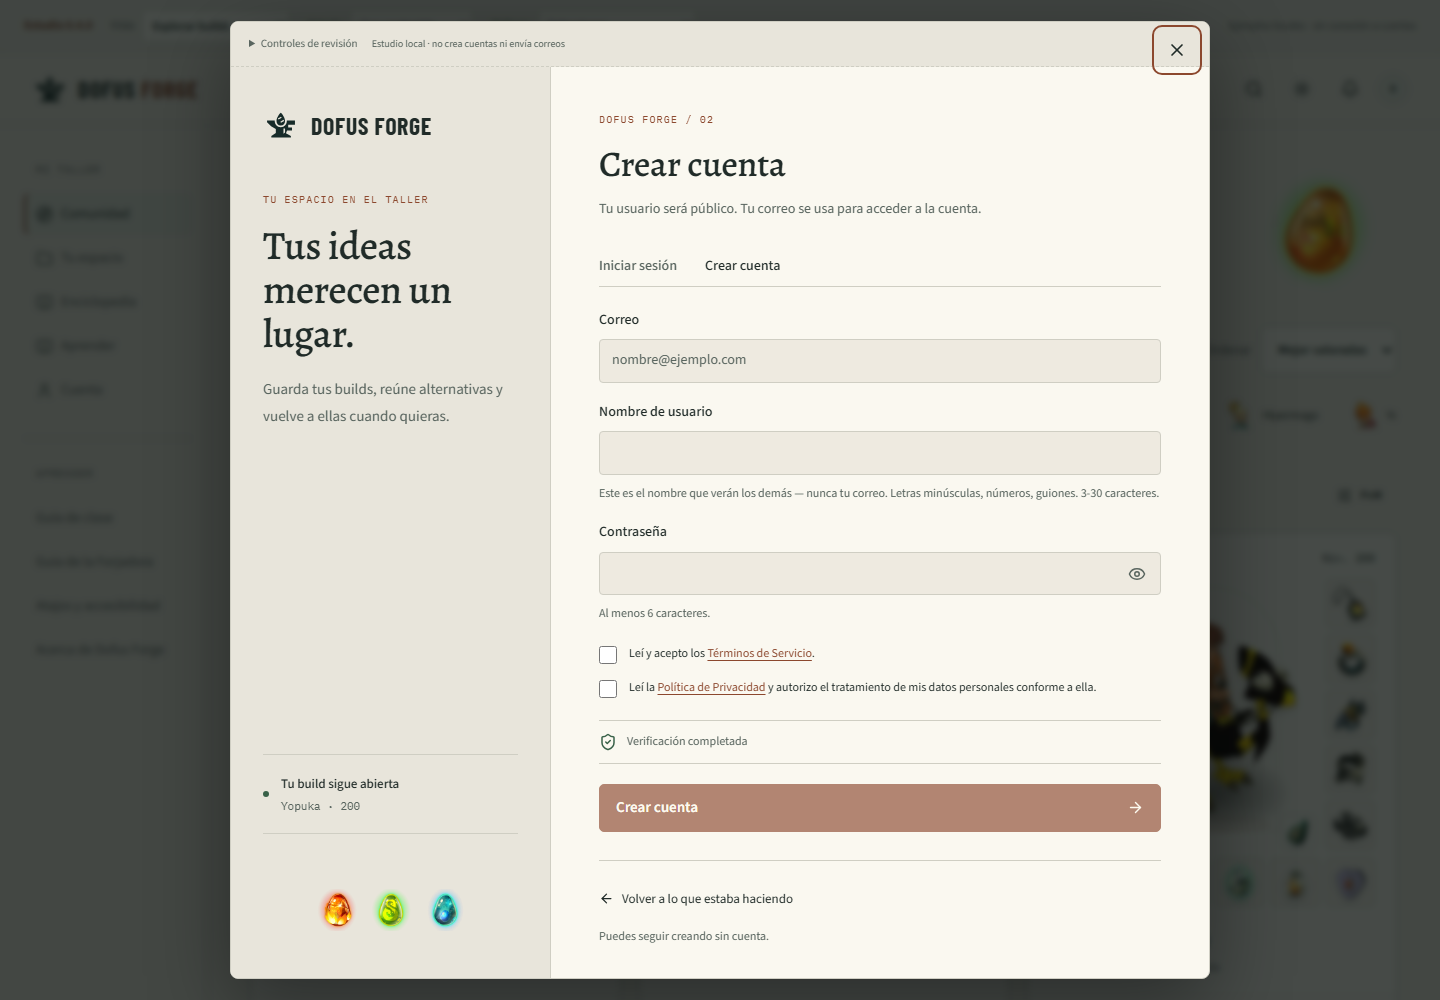 Controles de revisión Estudio local · no crea cuentas ni envía correos
DOFUS FORGE
TU ESPACIO EN EL TALLER
Tus ideas
merecen un
lugar.
Guarda tus builds, reúne alternativas y
vuelve a ellas cuando quieras.
Tu build sigue abierta
Yopuka · 200
DOFUS FORGE / 02
Crear cuenta
Tu usuario será público. Tu correo se usa para acceder a la cuenta.
Iniciar sesión Crear cuenta
Correo
nombre@ejemplo.com
Nombre de usuario
Este es el nombre que verán los demás — nunca tu correo. Letras minúsculas, números, guiones. 3-30 caracteres.
Contraseña
Al menos 6 caracteres.
Leí y acepto los Términos de Servicio.
Leí la Política de Privacidad y autorizo el tratamiento de mis datos personales conforme a ella.
Verificación completada
Crear cuenta
Volver a lo que estaba haciendo
Puedes seguir creando sin cuenta.
DOFUS FORGE
Comunidad